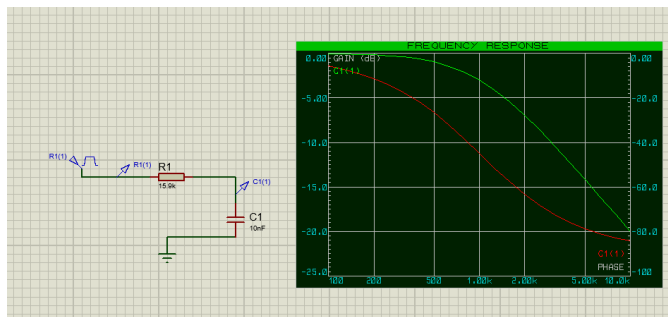 FREQUENCY RESPONSE
0.00 GAIN (dB) 0.00
C1(1)
-5.00 -20.0
-10.0 -40.0
R1(1) R1(1) R1
C1(1)
15.9k
-15.0 -60.0
C1
10nF
-20.0 -80.0
C1(1)
PHASE
-25.0 -100
100 200 500 1.00k 2.00k 5.00k 10.0k